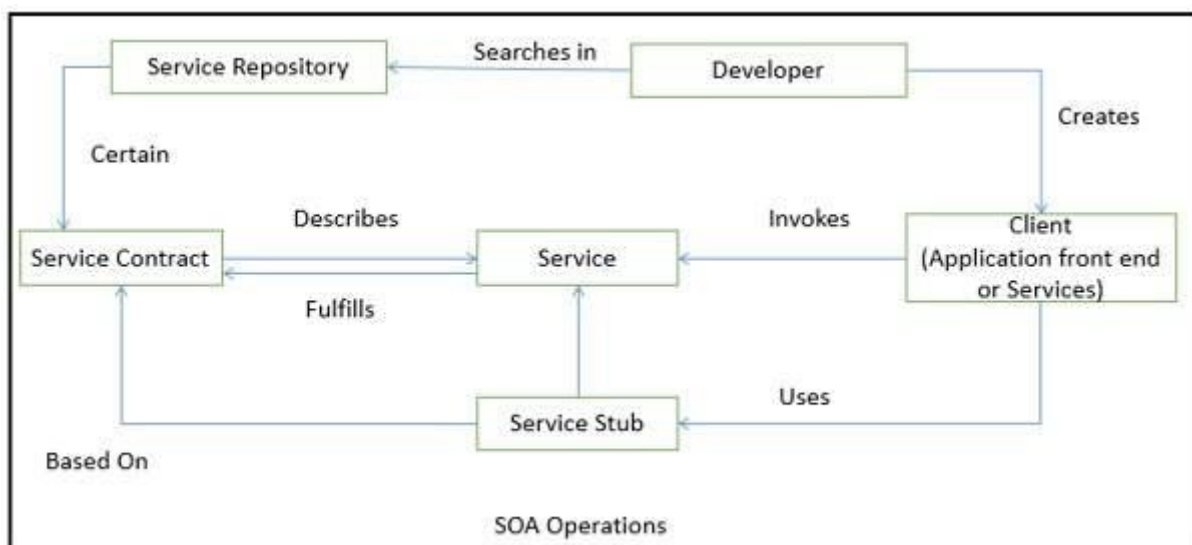 Searches in
Service Repository
Developer
Creates
Certain
Describes
Invokes
Service Contract
Service
Client
(Application front end
or Services)
Fulfills
Uses
Service Stub
Based On
SOA Operations